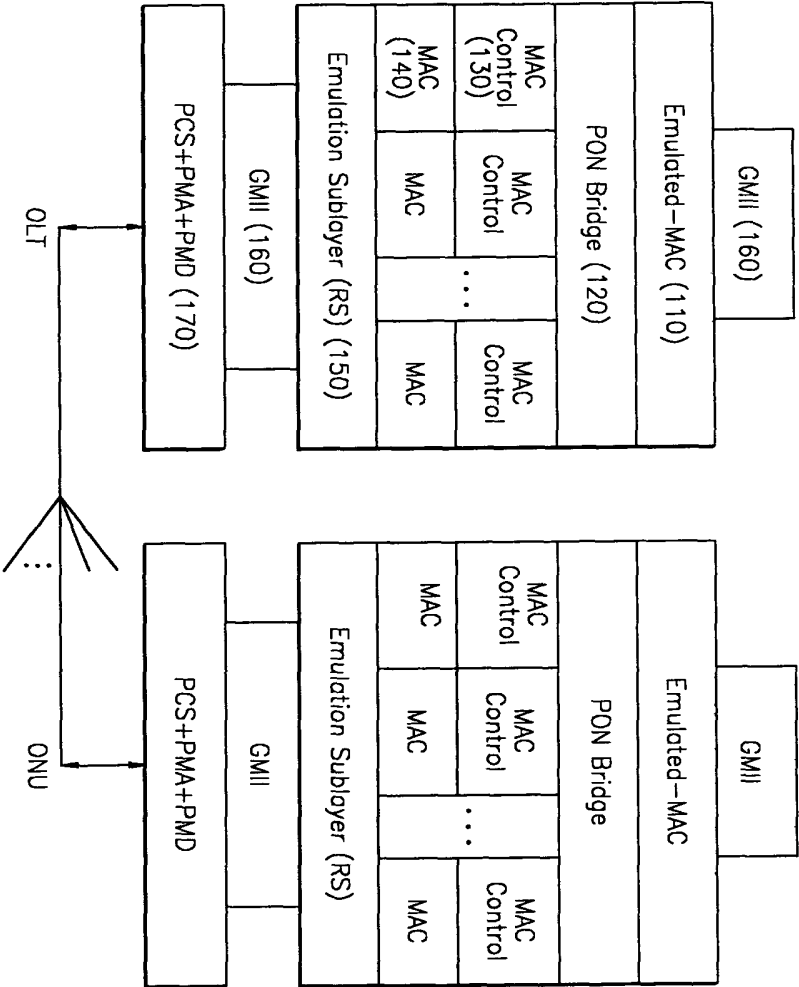 GMII (160)
Emulated-MAC (110)
PON Bridge (120)
MAC
Control
(130)
MAC
Control
...
MAC
Control
MAC
(140)
MAC
MAC
Emulation Sublayer (RS) (150)
GMII (160)
PCS+PMA+PMD (170)
OLT
GMII
Emulated-MAC
PON Bridge
MAC
Control
MAC
Control
...
MAC
Control
MAC
MAC
MAC
Emulation Sublayer (RS)
GMII
PCS+PMA+PMD
...
ONU